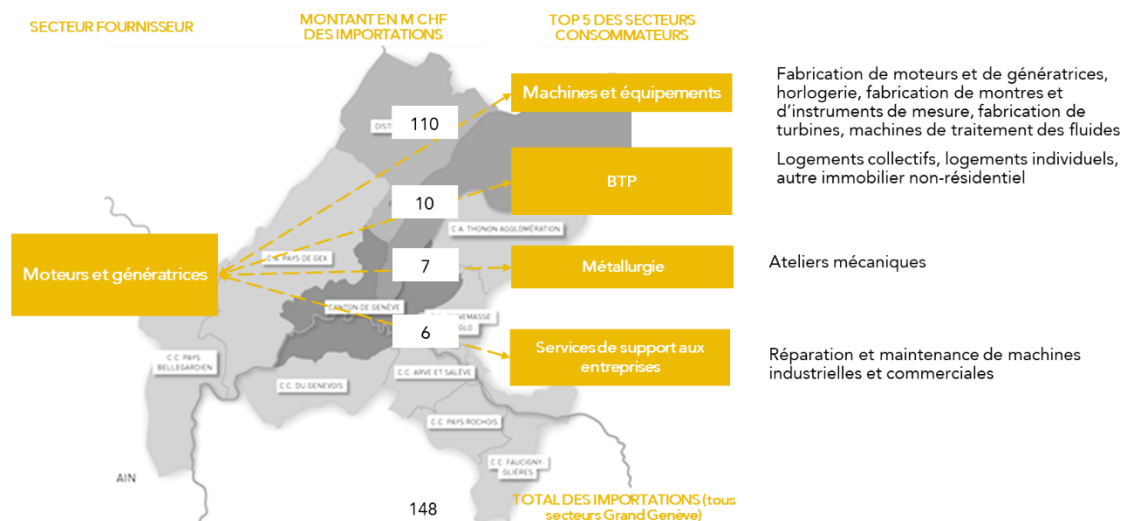 SECTEUR FOURNISSEUR
MONTANT EN M CHF
DES IMPORTATIONS
TOP 5 DES SECTEURS
CONSOMMATEURS
Machines et équipements
Fabrication de moteurs et de génératrices,
horlogerie, fabrication de montres et
d'instruments de mesure, fabrication de
turbines, machines de traitement des fluides
110
DIST
BTP
Logements collectifs, logements individuels,
autre immobilier non-résidentiel
10
C.A. THONON AGGLOMÉRATION
Moteurs et génératrices
PAYS DE GEX
7
Métallurgie
Ateliers mécaniques
CANTON DE GENÈVE
6
Services de support aux
entreprises
Réparation et maintenance de machines
industrielles et commerciales
C.C. PAYS
BELLEGARDIEN
C.C. DU GENEVOIS
C.C. ARVE ET SALÈVE
C.C. PAYS ROCHOIS
C.C. FAUCIGNY-
GLIÈRES
AIN
148
TOTAL DES IMPORTATIONS (tous
secteurs Grand Genève)